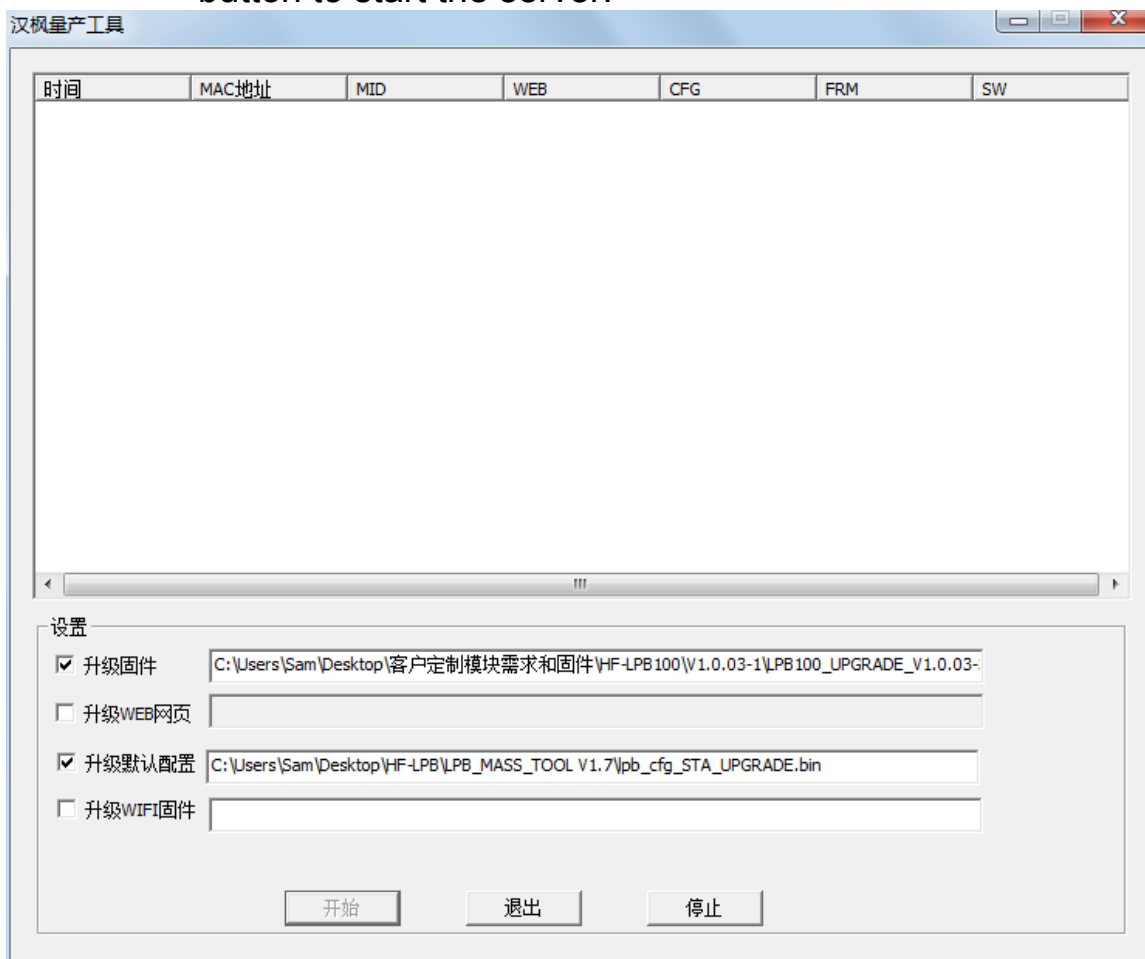 button to start the server.
汉枫量产工具
时间 MAC地址 MID WEB CFG FRM SW
设置
升级固件 C:\Users\Sam\Desktop\客户定制模块需求和固件\HF-LPB100\V1.0.03-1\LPB100_UPGRADE_V1.0.03-
升级WEB网页
升级默认配置 C:\Users\Sam\Desktop\HF-LPB\LPB_MASS_TOOL V1.7\lpb_cfg_STA_UPGRADE.bin
升级WIFI固件
开始 退出 停止